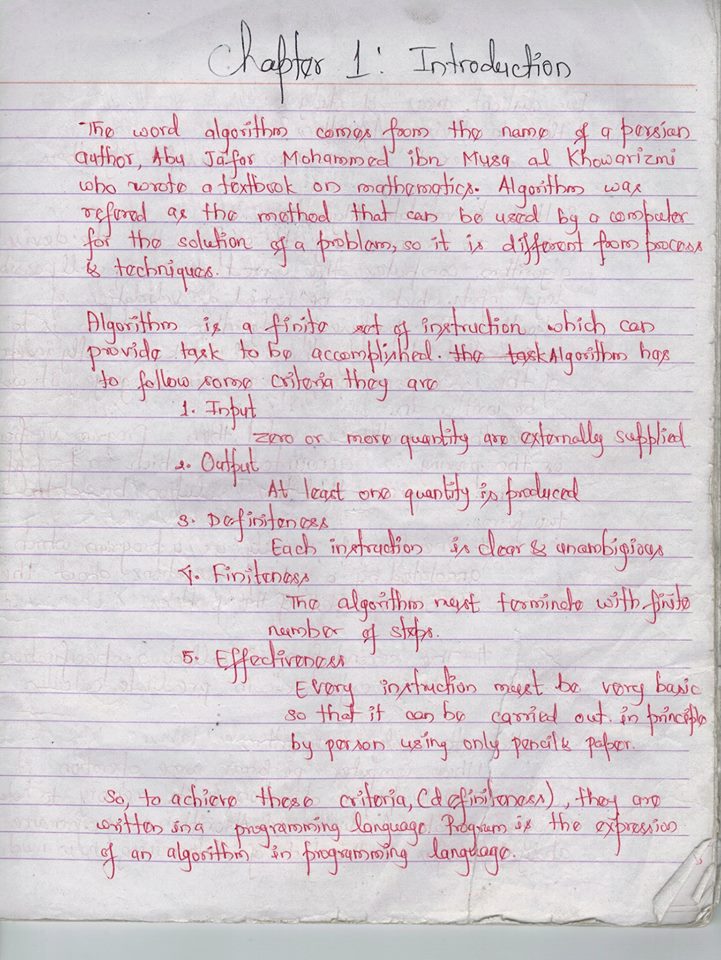 Chapter 1: Introduction
The word algorithm comes from the name of a persian
author, Abu Jafor Mohammed ibn Musa al Khowarizmi
who wrote a textbook on mathematics. Algorithm was
refered as the method that can be used by a computer
for the solution of a problem, so it is different from process
& techniques.
Algorithm is a finite set of instruction which can
provide task to be accomplished. the task Algorithm has
to follow some criteria they are
1. Input
zero or more quantity are externally supplied
2. Output
At least one quantity is produced
3. Definiteness
Each instruction is clear & unambigious
4. Finiteness
The algorithm must terminate with finite
number of steps.
5. Effectiveness
Every instruction must be very basic
so that it can be carried out in principle
by person using only pencil & paper.
So, to achieve these criteria, (definiteness), they are
written in a programming language. Program is the expression
of an algorithm in programming language.